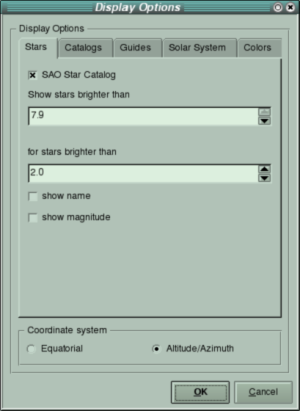 Display Options
Display Options
Stars Catalogs Guides Solar System Colors
SAO Star Catalog
Show stars brighter than
7.9
for stars brighter than
2.0
show name
show magnitude
Coordinate system
Equatorial Altitude/Azimuth
OK Cancel